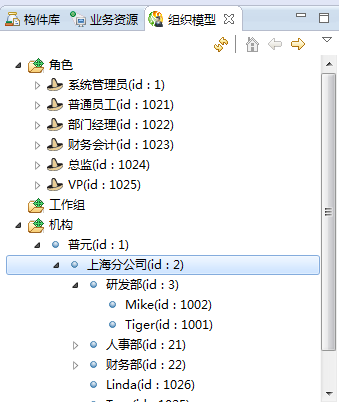 构件库 业务资源 组织模型
角色
系统管理员(id : 1)
普通员工(id : 1021)
部门经理(id : 1022)
财务会计(id : 1023)
总监(id : 1024)
VP(id : 1025)
工作组
机构
普元(id : 1)
上海分公司(id : 2)
研发部(id : 3)
Mike(id : 1002)
Tiger(id : 1001)
人事部(id : 21)
财务部(id : 22)
Linda(id : 1026)